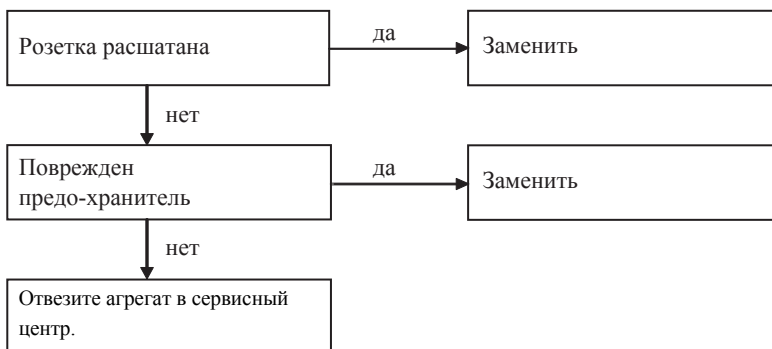 Розетка расшатана
да
Заменить
нет
Поврежден
предо-хранитель
да
Заменить
нет
Отвезите агрегат в сервисный
центр.